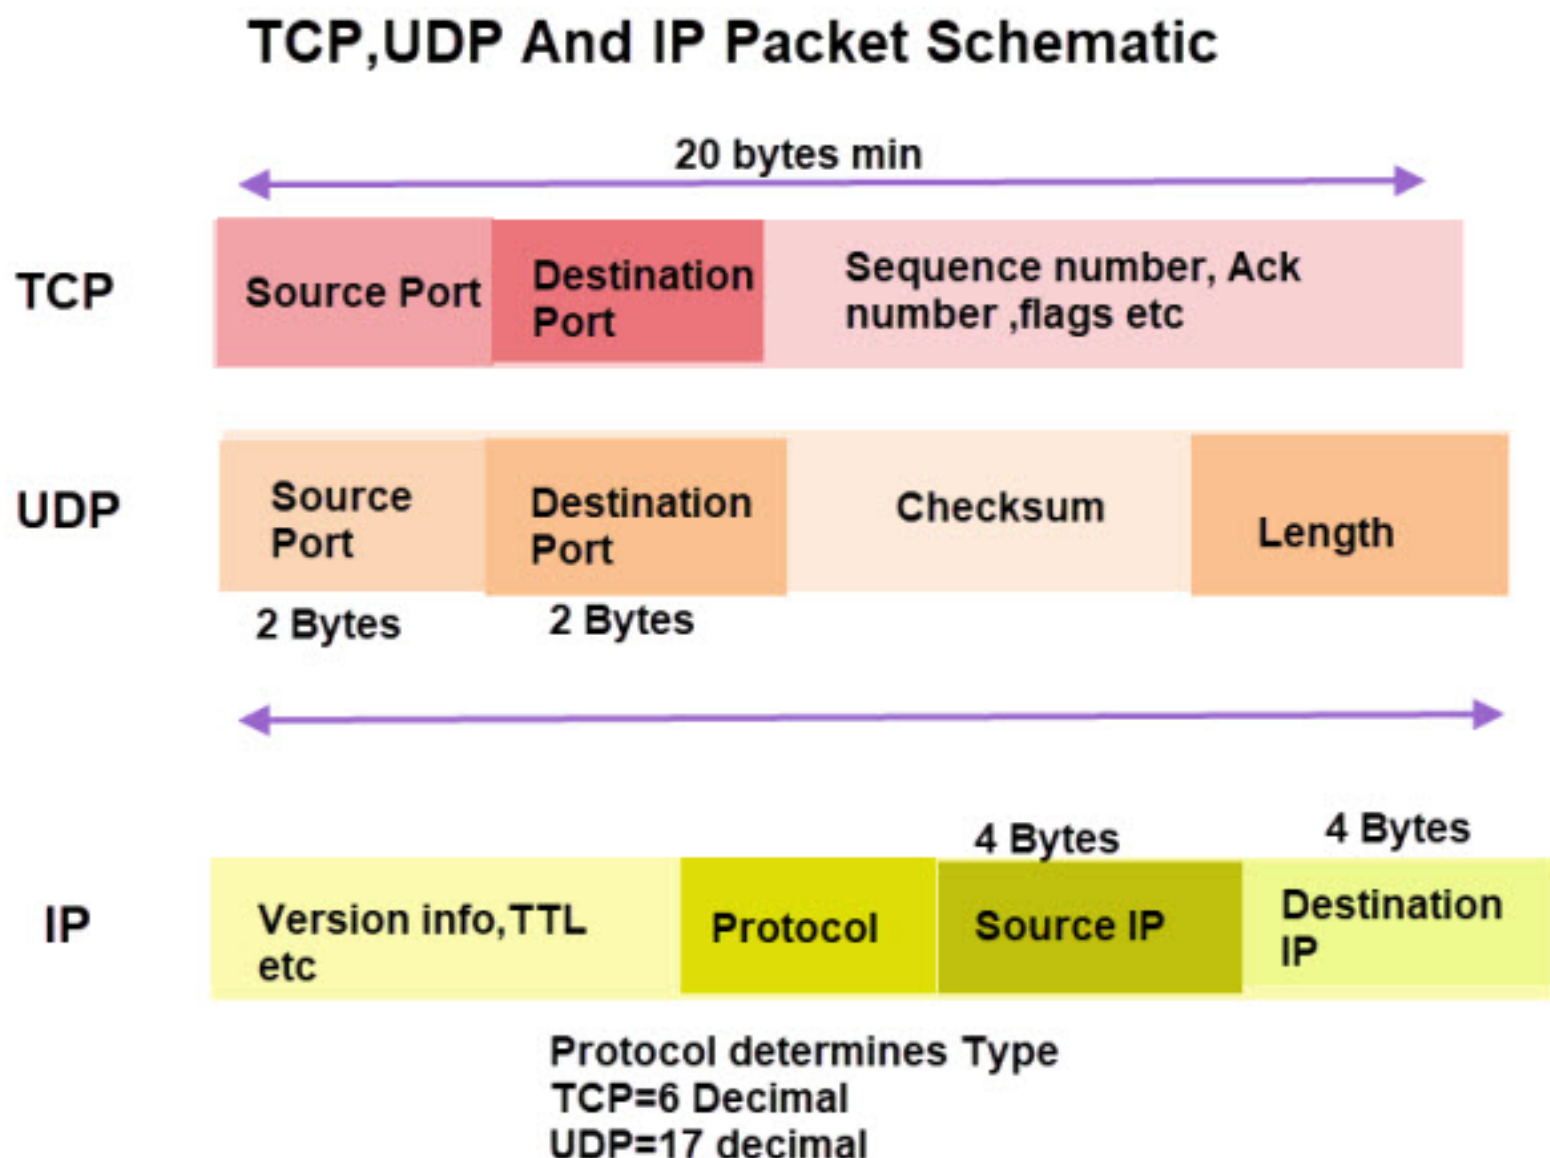 TCP,UDP And IP Packet Schematic
20 bytes min
TCP
Source Port
Destination
Port
Sequence number, Ack
number ,flags etc
UDP
Source
Port
Destination
Port
Checksum
Length
2 Bytes
2 Bytes
4 Bytes
4 Bytes
IP
Version info,TTL
etc
Protocol
Source IP
Destination
IP
Protocol determines Type
TCP=6 Decimal
UDP=17 decimal